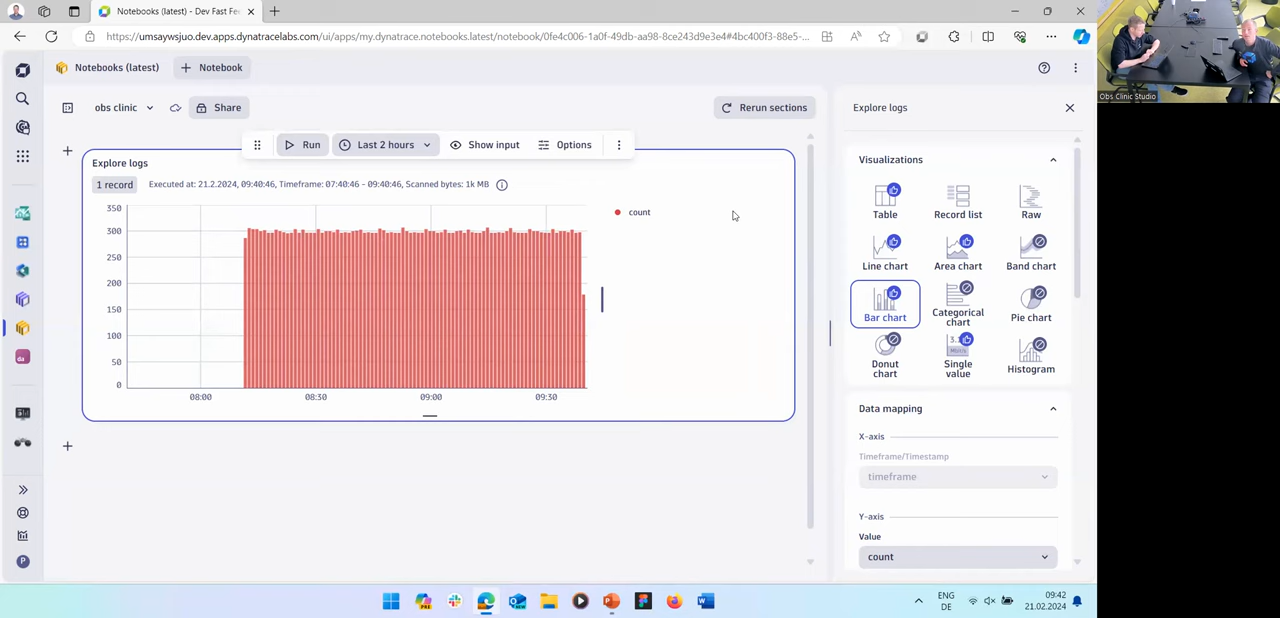 Notebooks (latest) - Dev Fast Fee
https://umsaywsjuo.dev.apps.dynatracelabs.com/ui/apps/my.dynatrace.notebooks.latest/notebook/0fe4c006-1a0f-49db-aa98-8ce243d9e3e4#4bc400f3-88e5-...
Obs Clinic Studio
Notebooks (latest)
Notebook
obs clinic
Share
Rerun sections
Explore logs
Run
Last 2 hours
Show input
Options
Explore logs
1 record
Executed at: 21.2.2024, 09:40:46, Timeframe: 07:40:46 - 09:40:46, Scanned bytes: 1k MB
350
300
250
200
150
100
50
0
08:00
08:30
09:00
09:30
count
Visualizations
Table
Record list
Raw
Line chart
Area chart
Band chart
Bar chart
Categorical chart
Pie chart
Donut chart
Single value
Histogram
Data mapping
X-axis
Timeframe/Timestamp
timeframe
Y-axis
Value
count
da
P
PRE
ENG
DE
09:42
21.02.2024